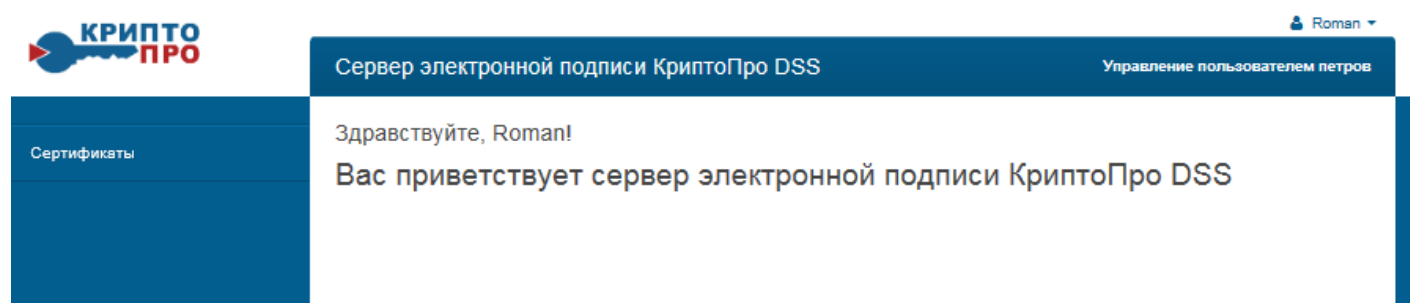 КРИПТО
ПРО
Roman
Сервер электронной подписи КриптоПро DSS
Управление пользователем петров
Сертификаты
Здравствуйте, Roman!
Вас приветствует сервер электронной подписи КриптоПро DSS